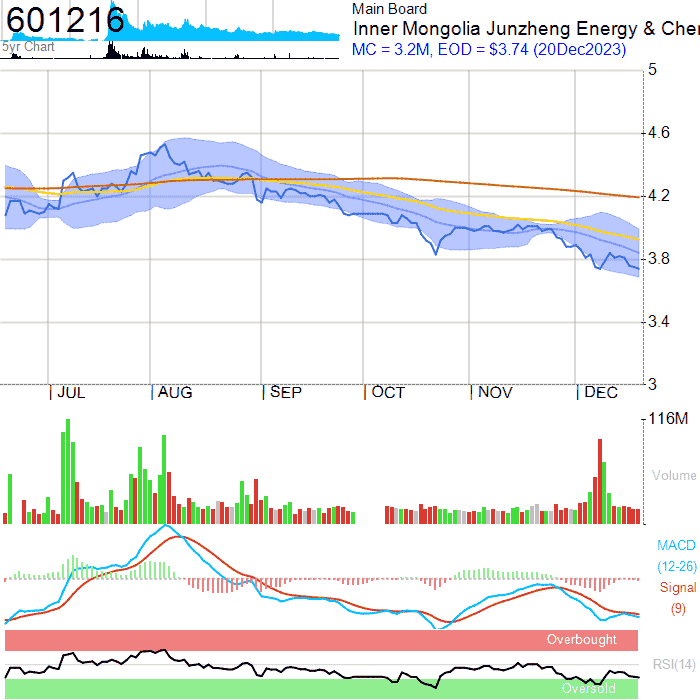 601216
5yr Chart
Main Board
Inner Mongolia Junzheng Energy & Cher
MC = 3.2M, EOD = $3.74 (20Dec2023)
5
4.6
4.2
3.8
3.4
3
JUL
AUG
SEP
OCT
NOV
DEC
116M
Volume
MACD
(12-26)
Signal
(9)
Overbought
RSI(14)
Oversold